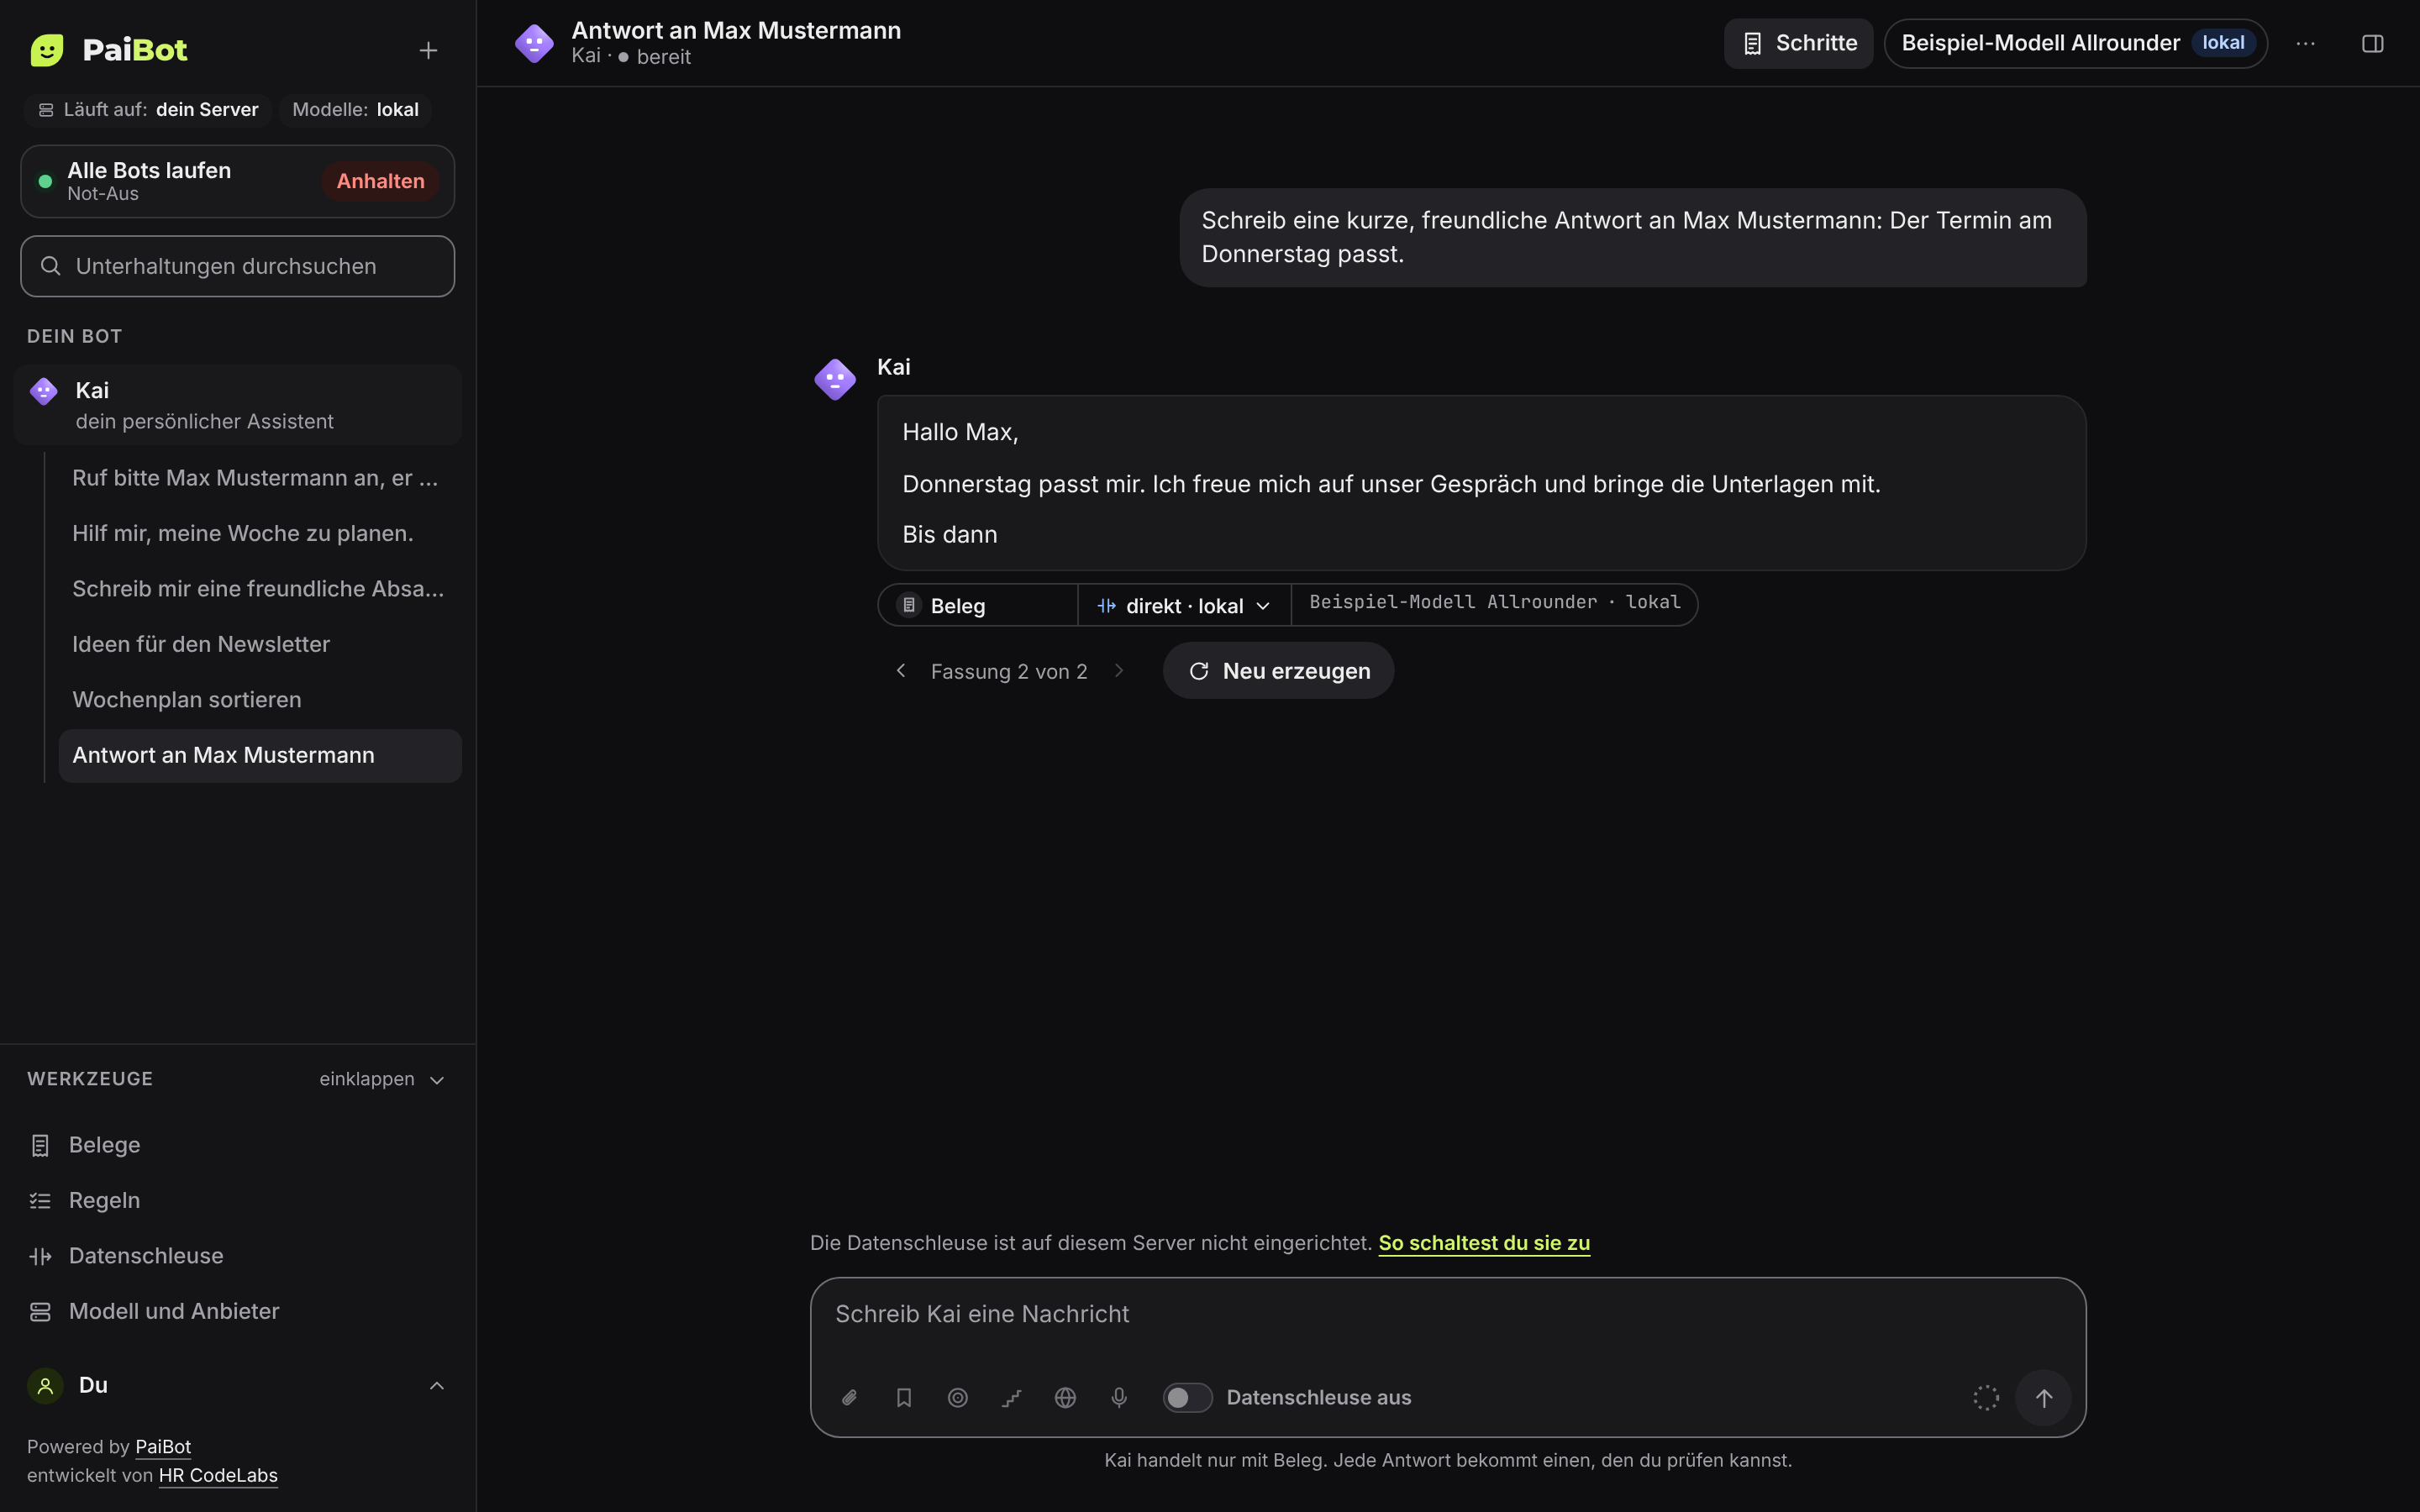 PaiBot
Läuft auf: dein Server
Modelle: lokal
Alle Bots laufen
Not-Aus
Anhalten
Unterhaltungen durchsuchen
DEIN BOT
Kai
dein persönlicher Assistent
Ruf bitte Max Mustermann an, er ...
Hilf mir, meine Woche zu planen.
Schreib mir eine freundliche Absa...
Ideen für den Newsletter
Wochenplan sortieren
Antwort an Max Mustermann
WERKZEUGE
einklappen
Belege
Regeln
Datenschleuse
Modell und Anbieter
Du
Powered by PaiBot
entwickelt von HR CodeLabs
Antwort an Max Mustermann
Kai · ● bereit
Schritte
Beispiel-Modell Allrounder lokal
Schreib eine kurze, freundliche Antwort an Max Mustermann: Der Termin am
Donnerstag passt.
Kai
Hallo Max,
Donnerstag passt mir. Ich freue mich auf unser Gespräch und bringe die Unterlagen mit.
Bis dann
Beleg
direkt · lokal
Beispiel-Modell Allrounder · lokal
Fassung 2 von 2
Neu erzeugen
Die Datenschleuse ist auf diesem Server nicht eingerichtet. So schaltest du sie zu
Schreib Kai eine Nachricht
Datenschleuse aus
Kai handelt nur mit Beleg. Jede Antwort bekommt einen, den du prüfen kannst.